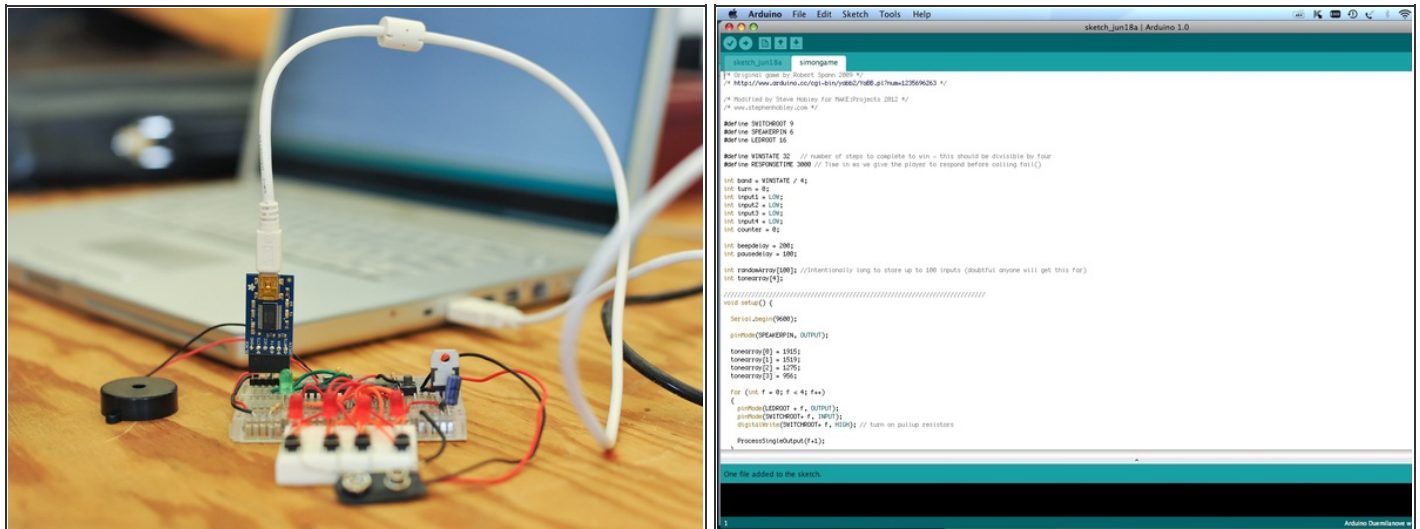 Arduino File Edit Sketch Tools Help
sketch_jun18a | Arduino 1.0
sketch_jun18a simongame
/* Original game by Robert Spann 2009 */
/* http://www.arduino.cc/cgi-bin/yabb2/YaBB.pl?num=1235696263 */
/* Modified by Steve Hobley for MAKE:Projects 2012 */
/* www.stephenhobley.com */
#define SWITCHROOT 9
#define SPEAKERPIN 6
#define LEDROOT 16
#define WINSTATE 32 // number of steps to complete to win - this should be divisible by four
#define RESPONSETIME 3000 // Time in ms we give the player to respond before calling fail()
int band = WINSTATE / 4;
int turn = 0;
int input1 = LOW;
int input2 = LOW;
int input3 = LOW;
int input4 = LOW;
int counter = 0;
int beepdelay = 200;
int pausedelay = 100;
int randomArray[100]; //Intentionally long to store up to 100 inputs (doubtful anyone will get this far)
int tonearray[4];
////////////////////////////////////////////////////////////////////////////////
void setup() {
Serial.begin(9600);
pinMode(SPEAKERPIN, OUTPUT);
tonearray[0] = 1915;
tonearray[1] = 1519;
tonearray[2] = 1275;
tonearray[3] = 956;
for (int f = 0; f < 4; f++)
{
pinMode(LEDROOT + f, OUTPUT);
pinMode(SWITCHROOT+ f, INPUT);
digitalWrite(SWITCHROOT+ f, HIGH); // turn on pullup resistors
ProcessSingleOutput(f+1);
One file added to the sketch.
1 Arduino Duemilanove w